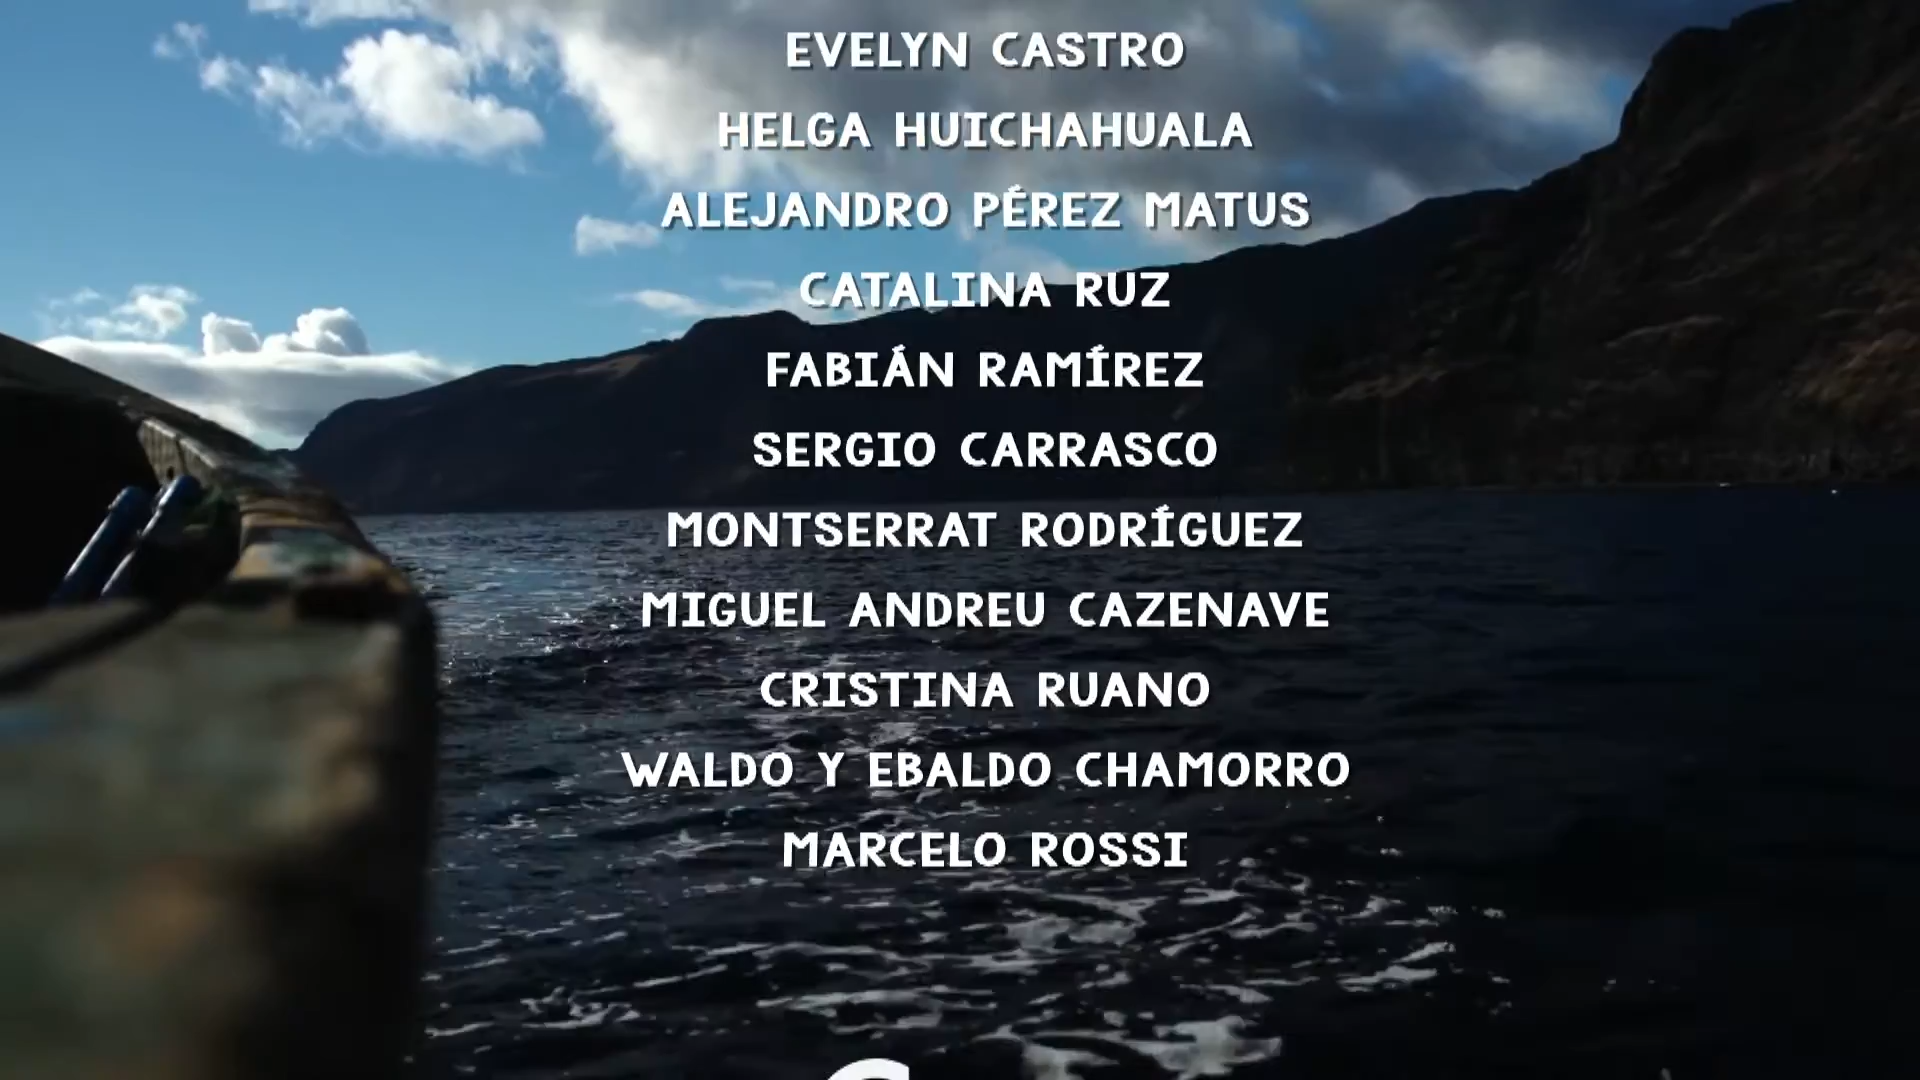 EVELYN CASTRO
HELGA HUICHAHUALA
ALEJANDRO PÉREZ MATUS
CATALINA RUZ
FABIÁN RAMÍREZ
SERGIO CARRASCO
MONTSERRAT RODRÍGUEZ
MIGUEL ANDREU CAZENAVE
CRISTINA RUANO
WALDO Y EBALDO CHAMORRO
MARCELO ROSSI